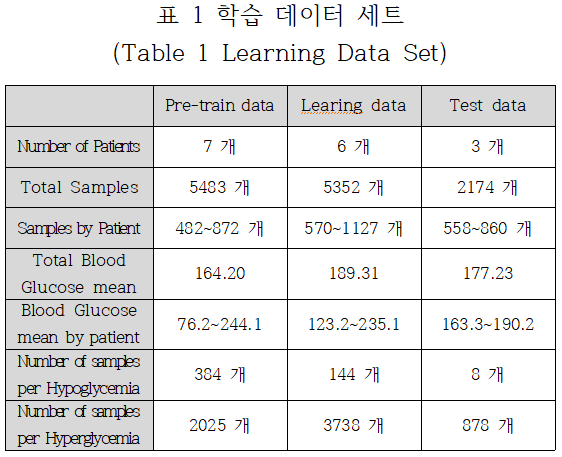 표 1 학습 데이터 세트
(Table 1 Learning Data Set)
Pre-train data Learing data Test data
Number of Patients 7 개 6 개 3 개
Total Samples 5483 개 5352 개 2174 개
Samples by Patient 482~872 개 570~1127 개 558~860 개
Total Blood
Glucose mean 164.20 189.31 177.23
Blood Glucose
mean by patient 76.2~244.1 123.2~235.1 163.3~190.2
Number of samples
per Hypoglycemia 384 개 144 개 8 개
Number of samples
per Hyperglycemia 2025 개 3738 개 878 개